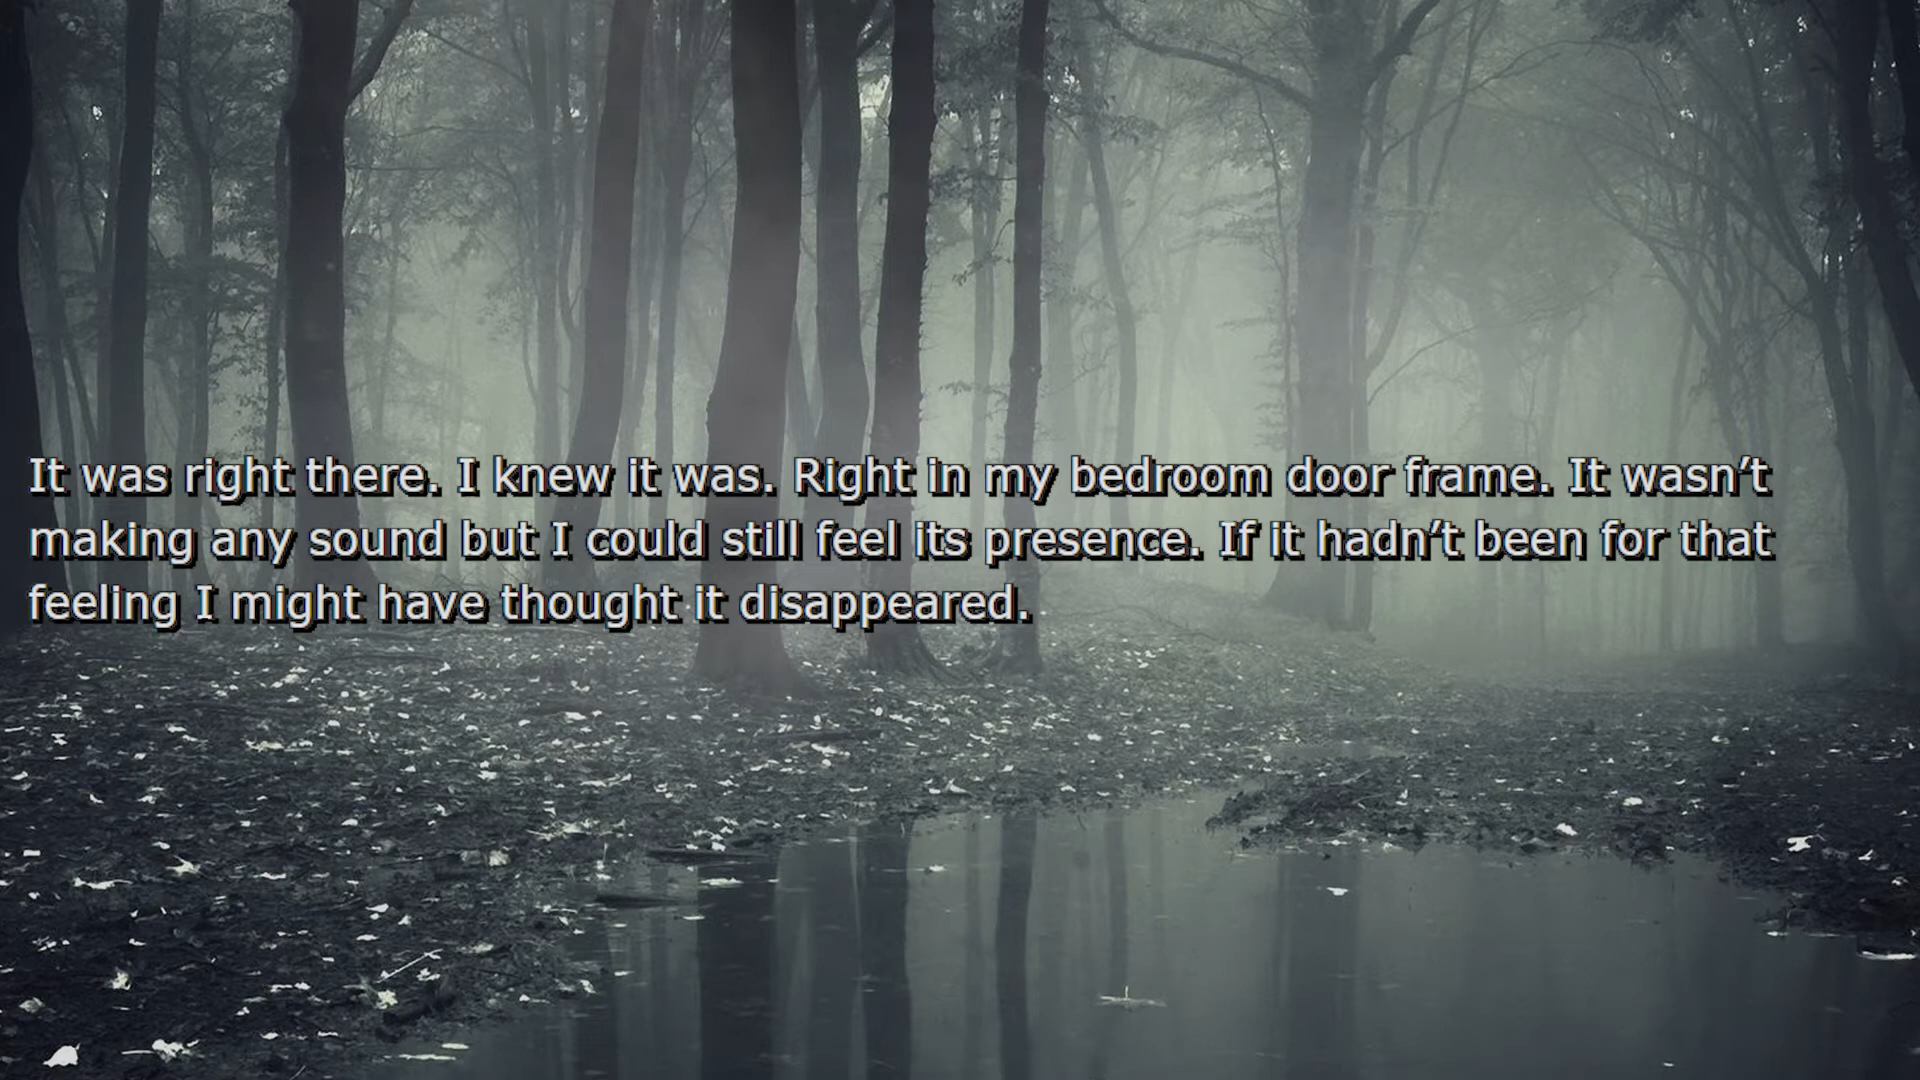 It was right there. I knew it was. Right in my bedroom door frame. It wasn’t
making any sound but I could still feel its presence. If it hadn’t been for that
feeling I might have thought it disappeared.